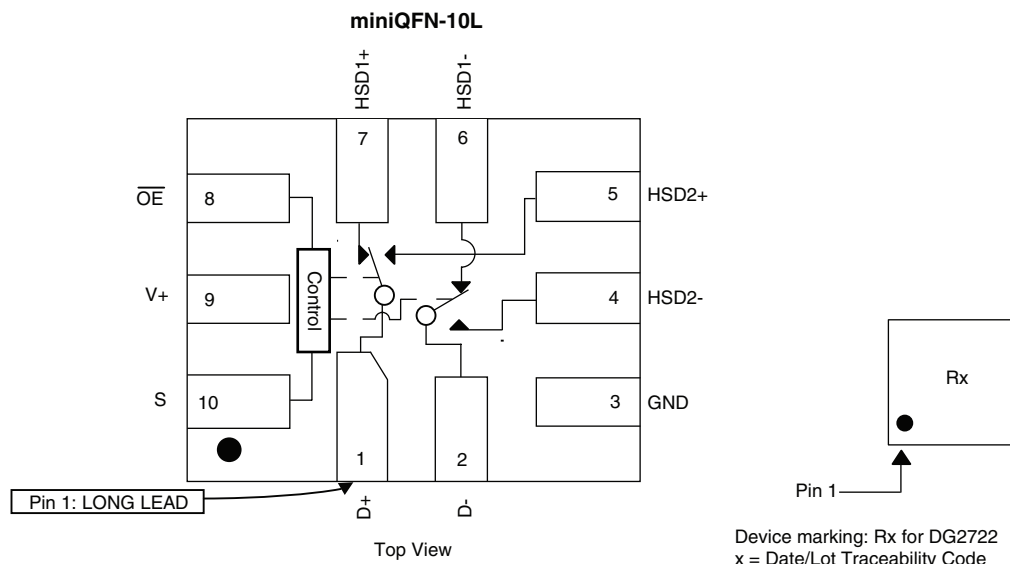 miniQFN-10L
HSD1+
HSD1-
7
6
O̅E̅
8
5
HSD2+
Control
V+
9
4
HSD2-
S
10
3
GND
1
2
Pin 1: LONG LEAD
D+
D-
Top View
Rx
Pin 1
Device marking: Rx for DG2722
x = Date/Lot Traceability Code